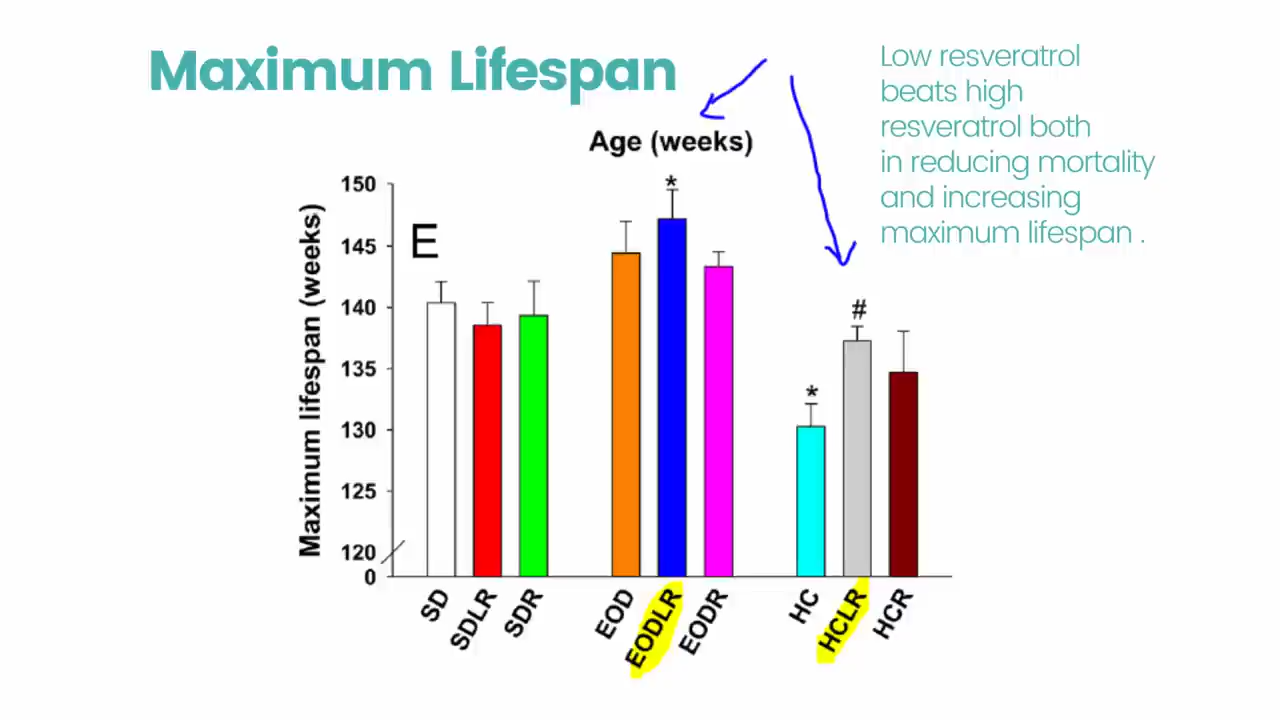 Maximum Lifespan
Low resveratrol
beats high
resveratrol both
in reducing mortality
and increasing
maximum lifespan .
Age (weeks)
Maximum lifespan (weeks)
150
145
140
135
130
125
120
0
E
*
*
#
SD
SDLR
SDR
EOD
EODLR
EODR
HC
HCLR
HCR